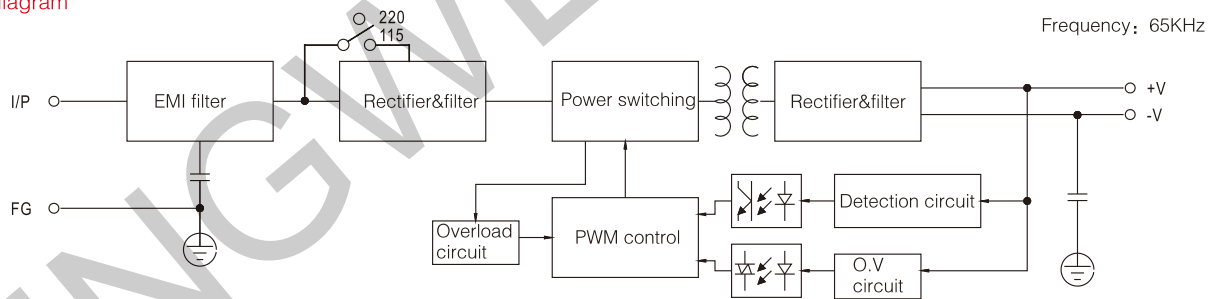 diagram
220
115
Frequency: 65KHz
I/P
EMI filter
Rectifier&filter
Power switching
Rectifier&filter
+V
-V
FG
Overload
circuit
PWM control
Detection circuit
O.V
circuit